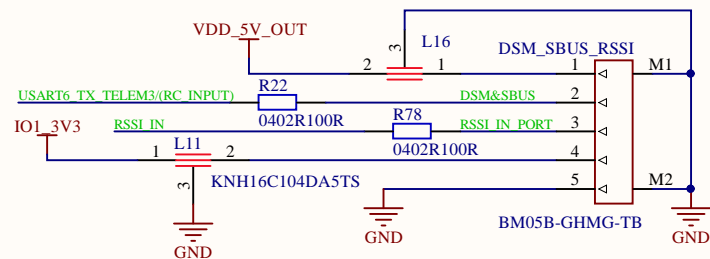 VDD_5V_OUT
3
L16
DSM_SBUS_RSSI
2
1
1
M1
USART6_TX_TELEM3/(RC_INPUT)
R22
DSM&SBUS
2
0402R100R
R78
IO1_3V3
RSSI_IN
RSSI_IN_PORT
3
L11
0402R100R
1
2
4
KNH16C104DA5TS
3
5
M2
GND
GND
GND
BM05B-GHMG-TB